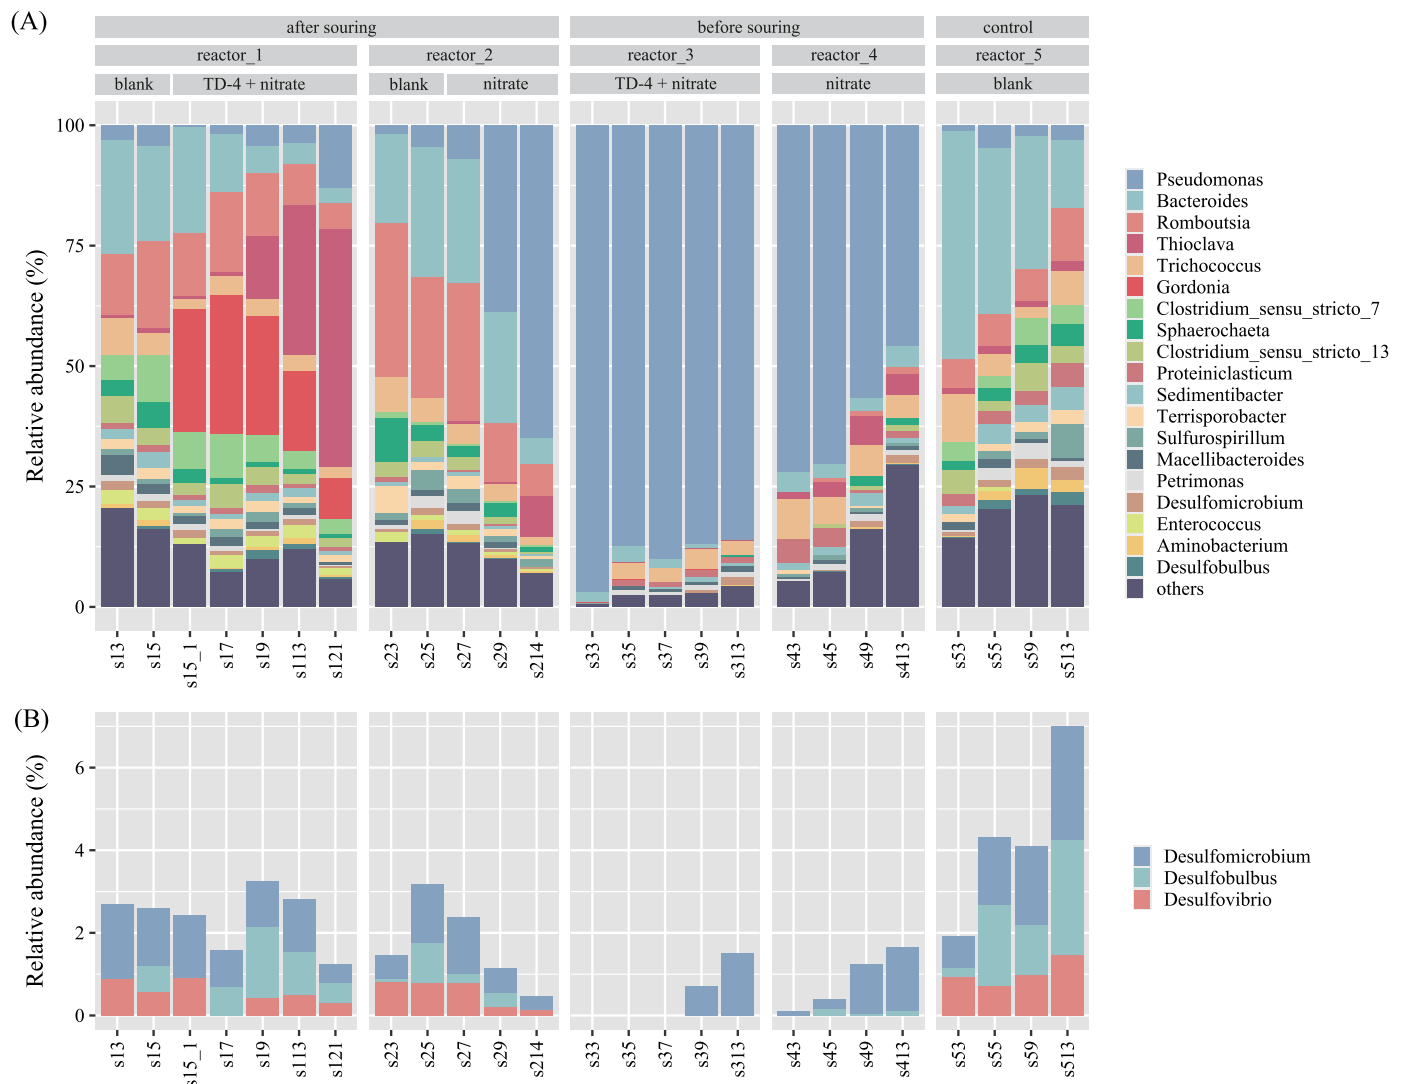 (A)
after souring
before souring
control
reactor_1
reactor_2
reactor_3
reactor_4
reactor_5
blank
TD-4 + nitrate
blank
nitrate
TD-4 + nitrate
nitrate
blank
Relative abundance (%)
100
75
50
25
0
s13
s15
s15_1
s17
s19
s113
s121
s23
s25
s27
s29
s214
s33
s35
s37
s39
s313
s43
s45
s49
s413
s53
s55
s59
s513
Pseudomonas
Bacteroides
Romboutsia
Thioclava
Trichococcus
Gordonia
Clostridium_sensu_stricto_7
Sphaerochaeta
Clostridium_sensu_stricto_13
Proteiniclasticum
Sedimentibacter
Terrisporobacter
Sulfurospirillum
Macellibacteroides
Petrimonas
Desulfomicrobium
Enterococcus
Aminobacterium
Desulfobulbus
others
(B)
Relative abundance (%)
6
4
2
0
s13
s15
s15_1
s17
s19
s113
s121
s23
s25
s27
s29
s214
s33
s35
s37
s39
s313
s43
s45
s49
s413
s53
s55
s59
s513
Desulfomicrobium
Desulfobulbus
Desulfovibrio